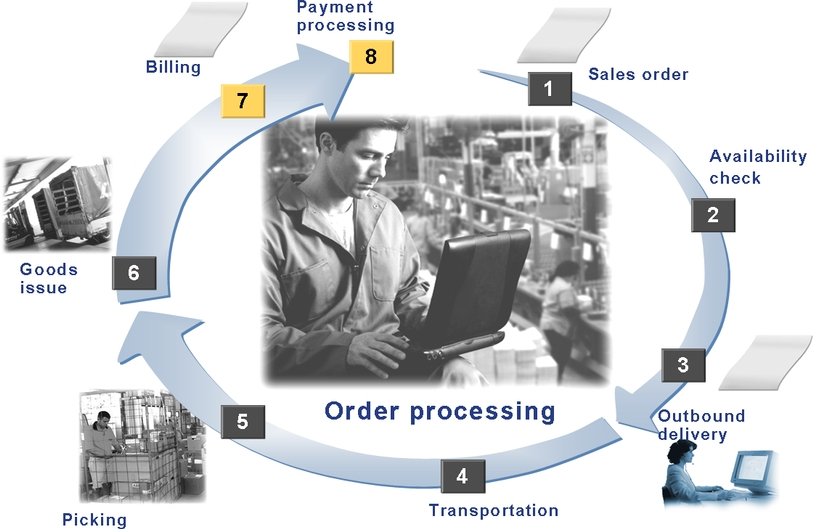 Payment
processing
8
Billing
7
1
Sales order
Availability
check
2
3
Outbound
delivery
4
Transportation
5
Picking
6
Goods
issue
Order processing